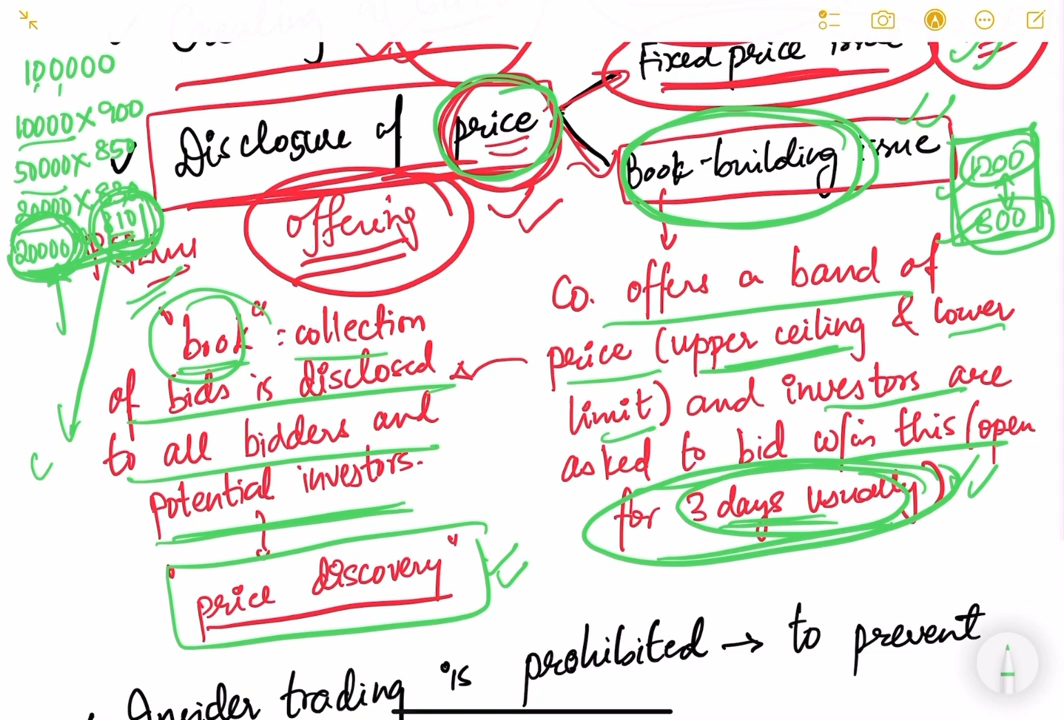 Fixed price issue
100000
10000 × 900
50000 × 850
20000
810
Disclosure of price
offering
Book-building issue
1200
800
Co. offers a band of
price (upper ceiling & lower
limit) and investors are
asked to bid w/in this (open
for 3 days usually)
"book" : collection
of bids is disclosed
to all bidders and
potential investors.
"price discovery"
Insider trading is prohibited → to prevent